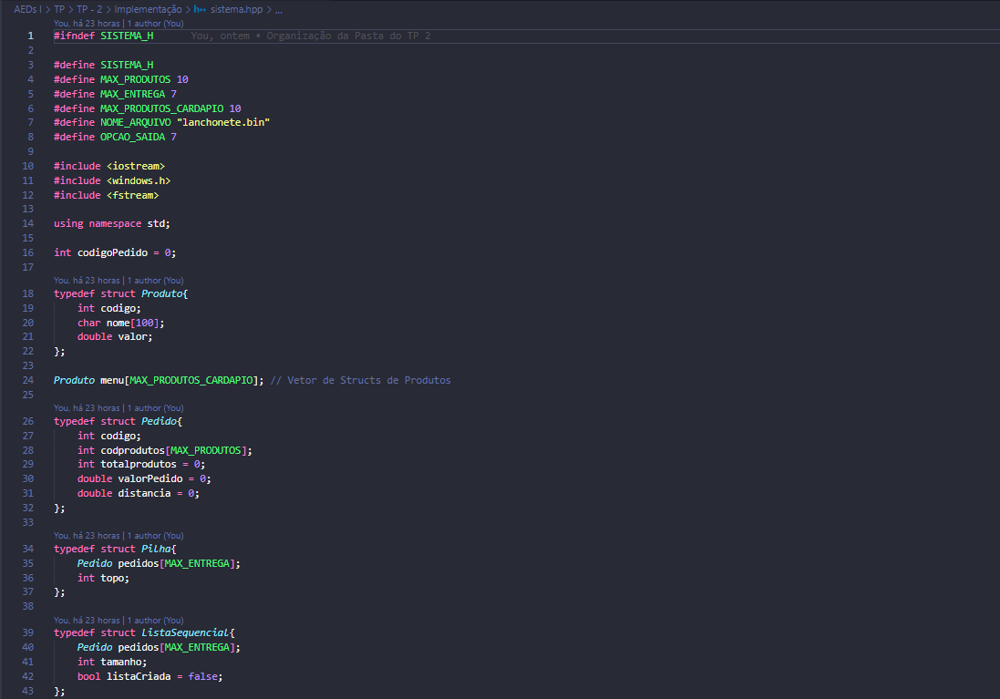 AEDs I > TP > TP - 2 > Implementação > h++ sistema.hpp > ...
You, há 23 horas | 1 author (You)
1 #ifndef SISTEMA_H You, ontem • Organização da Pasta do TP 2
2
3 #define SISTEMA_H
4 #define MAX_PRODUTOS 10
5 #define MAX_ENTREGA 7
6 #define MAX_PRODUTOS_CARDAPIO 10
7 #define NOME_ARQUIVO "lanchonete.bin"
8 #define OPCAO_SAIDA 7
9
10 #include <iostream>
11 #include <windows.h>
12 #include <fstream>
13
14 using namespace std;
15
16 int codigoPedido = 0;
17
You, há 23 horas | 1 author (You)
18 typedef struct Produto{
19 int codigo;
20 char nome[100];
21 double valor;
22 };
23
24 Produto menu[MAX_PRODUTOS_CARDAPIO]; // Vetor de Structs de Produtos
25
You, há 23 horas | 1 author (You)
26 typedef struct Pedido{
27 int codigo;
28 int codprodutos[MAX_PRODUTOS];
29 int totalprodutos = 0;
30 double valorPedido = 0;
31 double distancia = 0;
32 };
33
You, há 23 horas | 1 author (You)
34 typedef struct Pilha{
35 Pedido pedidos[MAX_ENTREGA];
36 int topo;
37 };
38
You, há 23 horas | 1 author (You)
39 typedef struct ListaSequencial{
40 Pedido pedidos[MAX_ENTREGA];
41 int tamanho;
42 bool listaCriada = false;
43 };